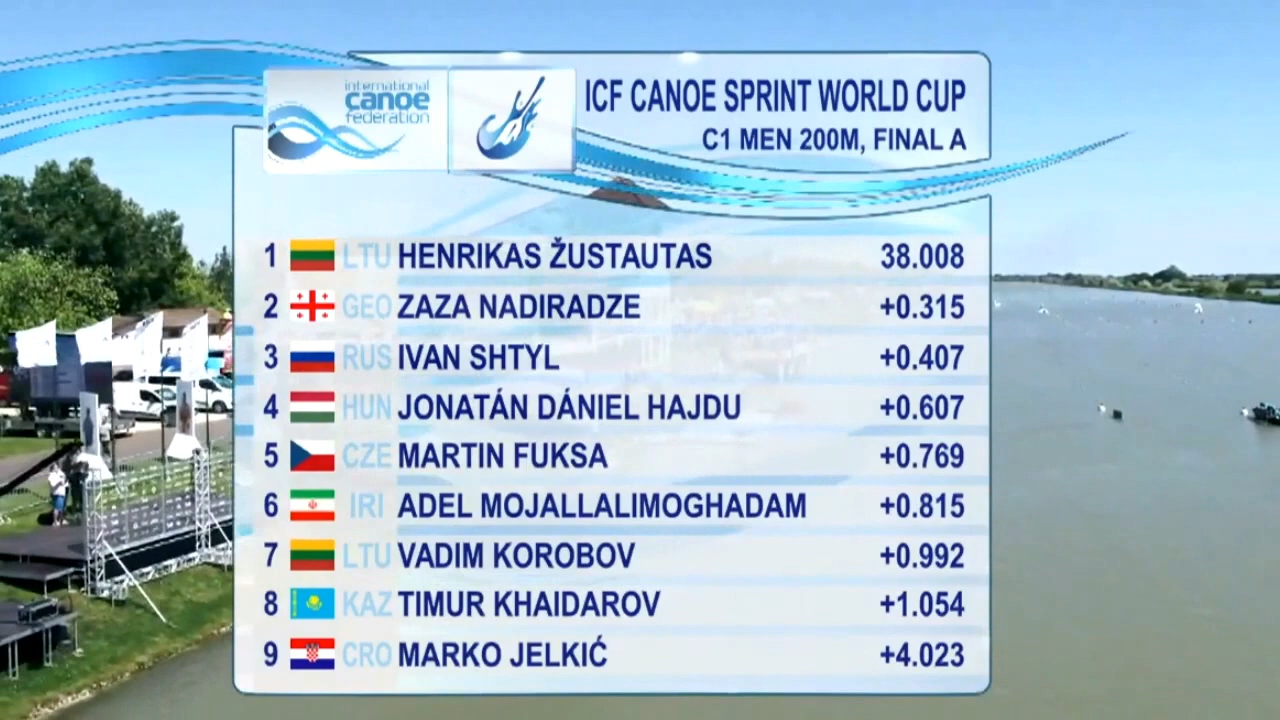 international
canoe
federation
ICF CANOE SPRINT WORLD CUP
C1 MEN 200M, FINAL A
1 LTU HENRIKAS ŽUSTAUTAS 38.008
2 GEO ZAZA NADIRADZE +0.315
3 RUS IVAN SHTYL +0.407
4 HUN JONATÁN DÁNIEL HAJDU +0.607
5 CZE MARTIN FUKSA +0.769
6 IRI ADEL MOJALLALIMOGHADAM +0.815
7 LTU VADIM KOROBOV +0.992
8 KAZ TIMUR KHAIDAROV +1.054
9 CRO MARKO JELKIĆ +4.023